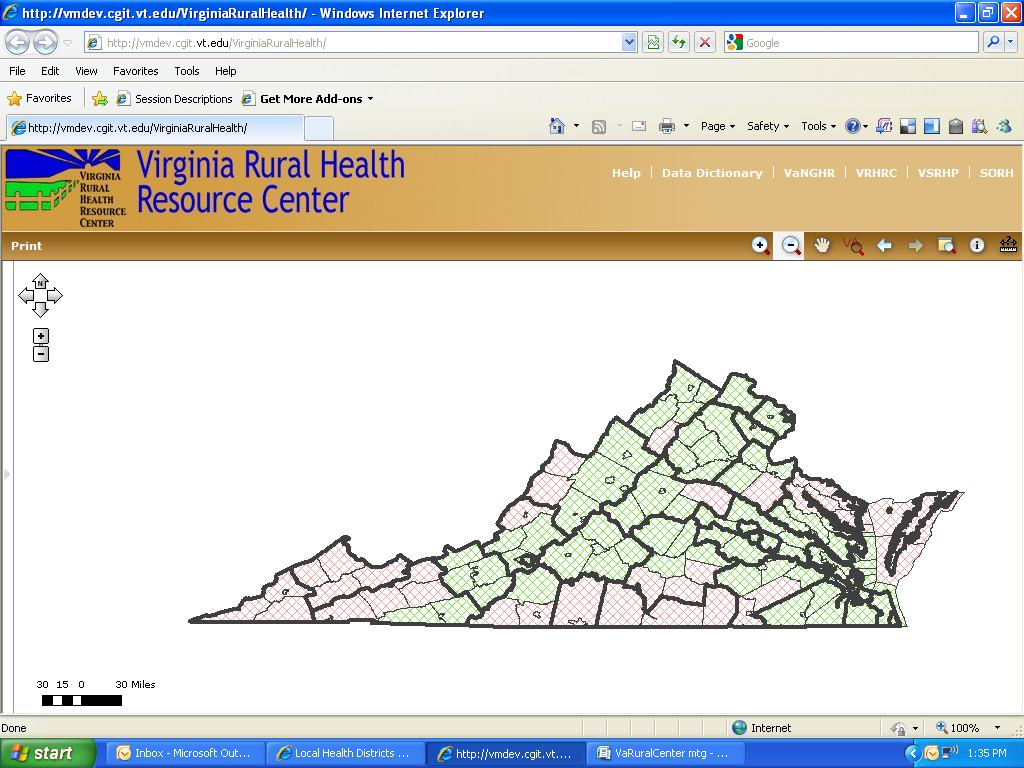 http://vmdev.cgit.vt.edu/VirginiaRuralHealth/ - Windows Internet Explorer
http://vmdev.cgit.vt.edu/VirginiaRuralHealth/ Google
File Edit View Favorites Tools Help
Favorites Session Descriptions Get More Add-ons
http://vmdev.cgit.vt.edu/VirginiaRuralHealth/ Page Safety Tools
VIRGINIA
RURAL
HEALTH
RESOURCE
CENTER
Virginia Rural Health
Resource Center
Help Data Dictionary VaNGHR VRHRC VSRHP SORH
Print
N
+
-
30 15 0 30 Miles
Done Internet 100%
start Inbox - Microsoft Out... Local Health Districts ... http://vmdev.cgit.vt.... VaRuralCenter mtg - ... 1:35 PM